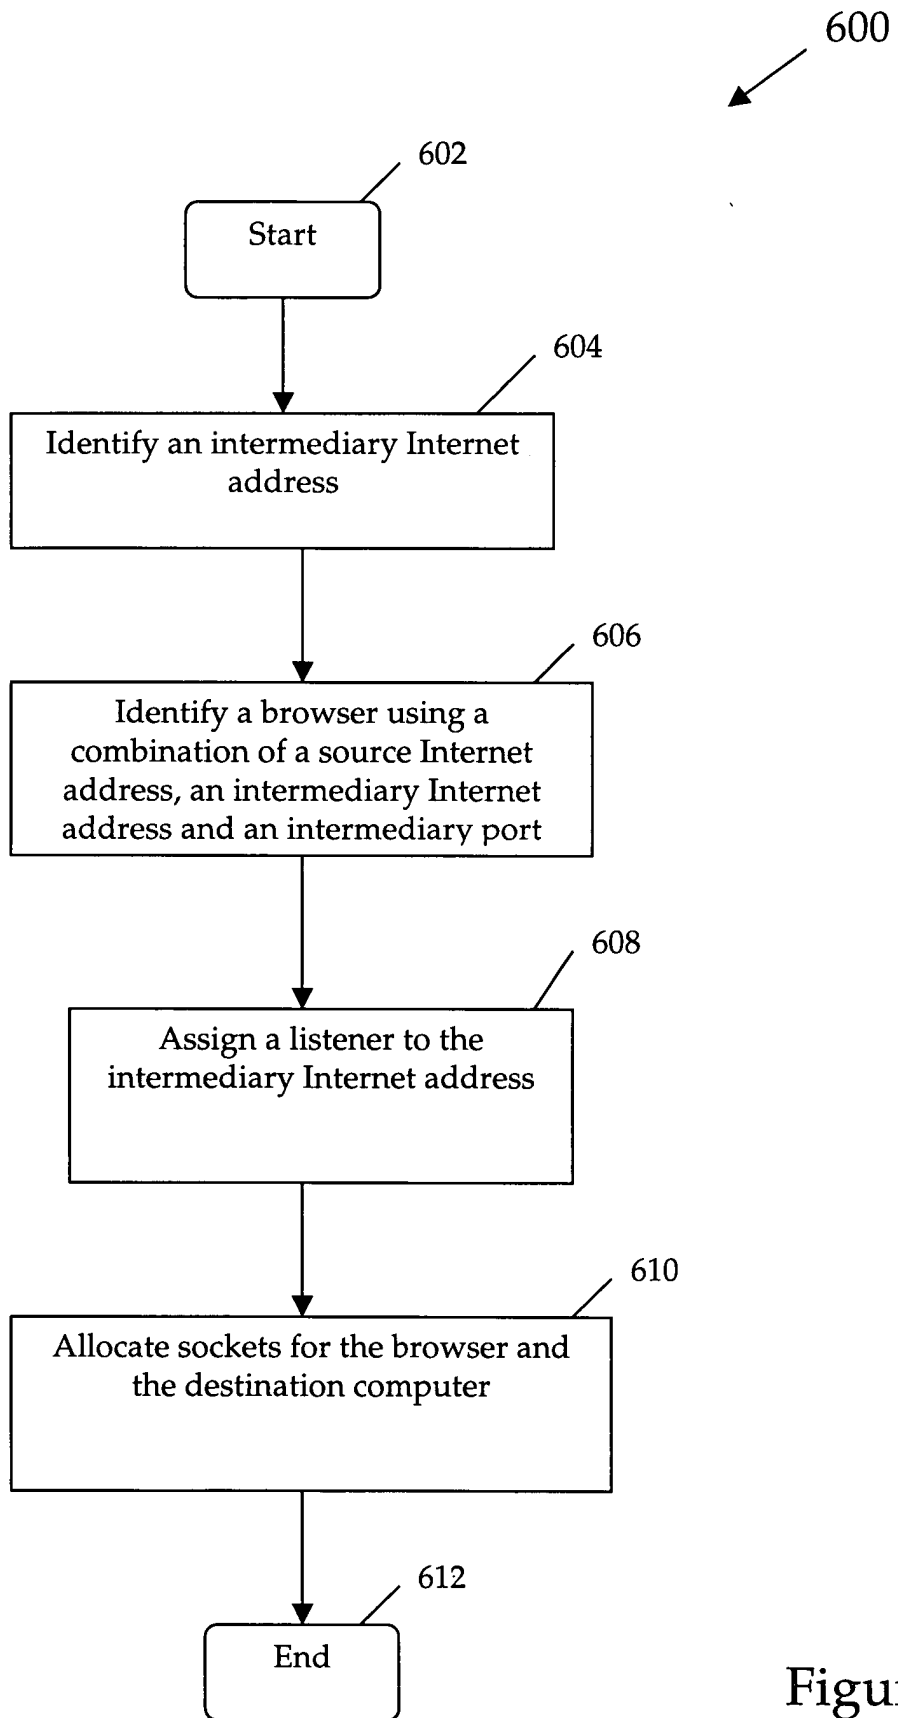 600
602
Start
604
Identify an intermediary Internet
address
606
Identify a browser using a
combination of a source Internet
address, an intermediary Internet
address and an intermediary port
608
Assign a listener to the
intermediary Internet address
610
Allocate sockets for the browser and
the destination computer
612
End